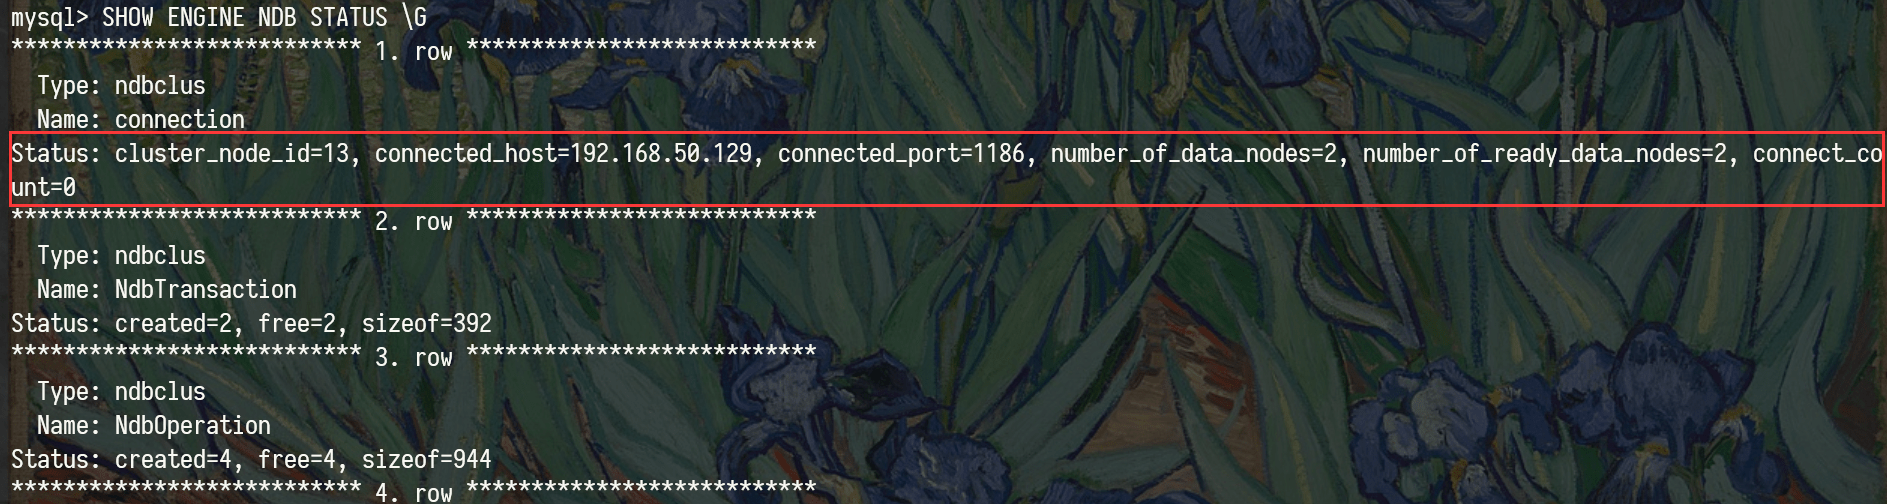 mysql> SHOW ENGINE NDB STATUS \G
*************************** 1. row ***************************
  Type: ndbclus
  Name: connection
Status: cluster_node_id=13, connected_host=192.168.50.129, connected_port=1186, number_of_data_nodes=2, number_of_ready_data_nodes=2, connect_co
unt=0
*************************** 2. row ***************************
  Type: ndbclus
  Name: NdbTransaction
Status: created=2, free=2, sizeof=392
*************************** 3. row ***************************
  Type: ndbclus
  Name: NdbOperation
Status: created=4, free=4, sizeof=944
*************************** 4. row ***************************